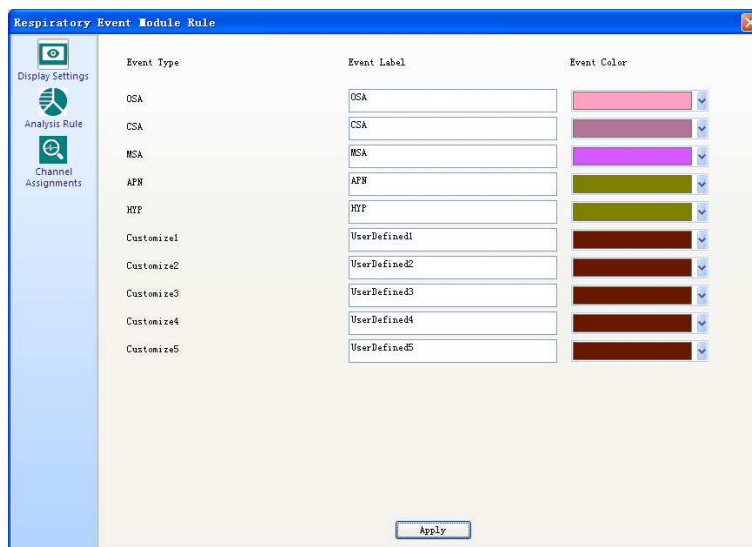 Respiratory Event Module Rule
Display Settings
Analysis Rule
Channel
Assignments
Event Type Event Label Event Color
OSA OSA
CSA CSA
MSA MSA
APN APN
HYP HYP
Customize1 UserDefined1
Customize2 UserDefined2
Customize3 UserDefined3
Customize4 UserDefined4
Customize5 UserDefined5
Apply